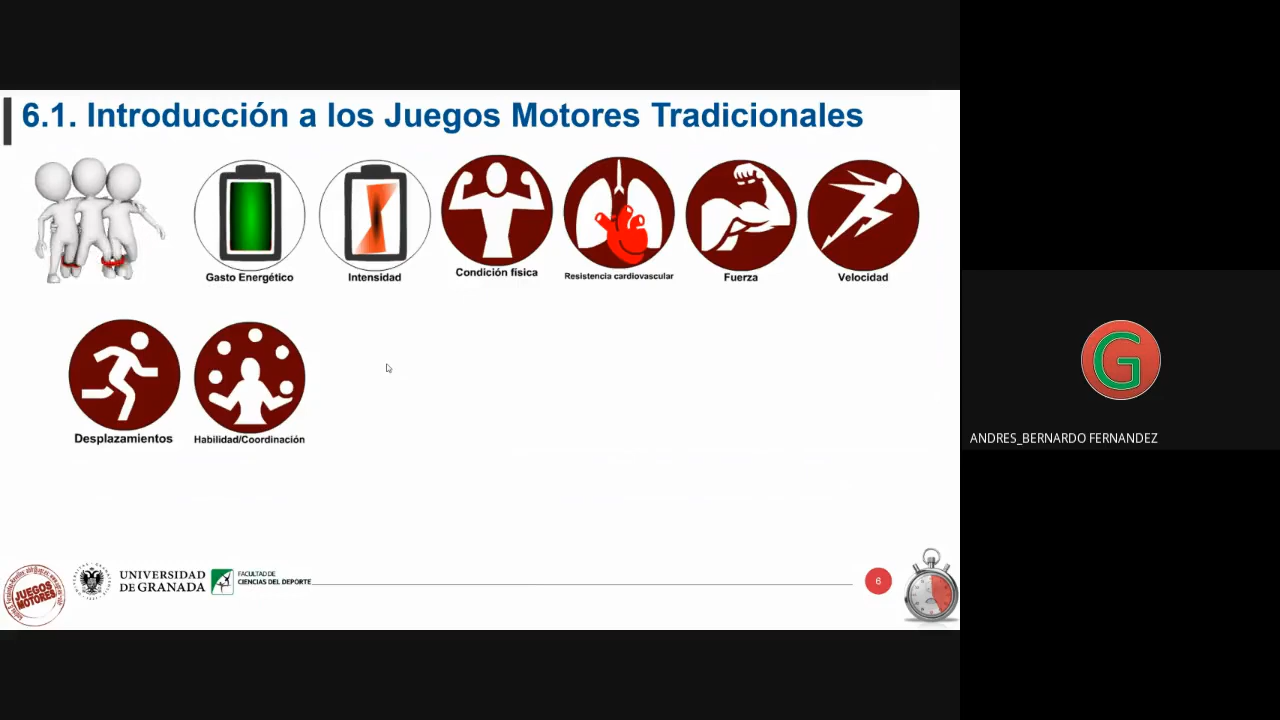 6.1. Introducción a los Juegos Motores Tradicionales
Gasto Energético
Intensidad
Condición física
Resistencia cardiovascular
Fuerza
Velocidad
Desplazamientos
Habilidad/Coordinación
JUEGOS
MOTORES
UNIVERSIDAD
DE GRANADA
FACULTAD DE
CIENCIAS DEL DEPORTE
6
G
ANDRES_BERNARDO FERNANDEZ